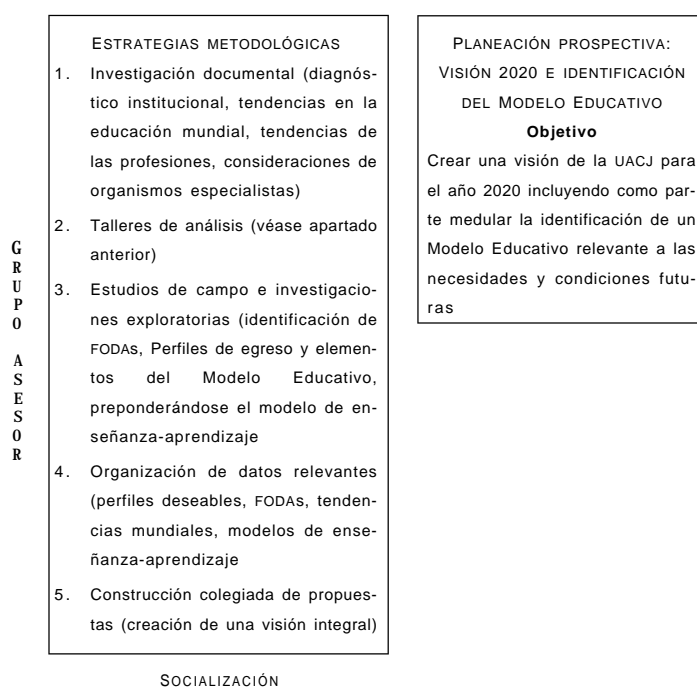 GRUPO ASESOR
ESTRATEGIAS METODOLÓGICAS
1. Investigación documental (diagnós-
tico institucional, tendencias en la
educación mundial, tendencias de
las profesiones, consideraciones de
organismos especialistas)
2. Talleres de análisis (véase apartado
anterior)
3. Estudios de campo e investigacio-
nes exploratorias (identificación de
FODAs, Perfiles de egreso y elemen-
tos del Modelo Educativo,
preponderándose el modelo de en-
señanza-aprendizaje
4. Organización de datos relevantes
(perfiles deseables, FODAs, tenden-
cias mundiales, modelos de ense-
ñanza-aprendizaje
5. Construcción colegiada de propues-
tas (creación de una visión integral)
PLANEACIÓN PROSPECTIVA:
VISIÓN 2020 E IDENTIFICACIÓN
DEL MODELO EDUCATIVO
Objetivo
Crear una visión de la UACJ para
el año 2020 incluyendo como par-
te medular la identificación de un
Modelo Educativo relevante a las
necesidades y condiciones futu-
ras
SOCIALIZACIÓN